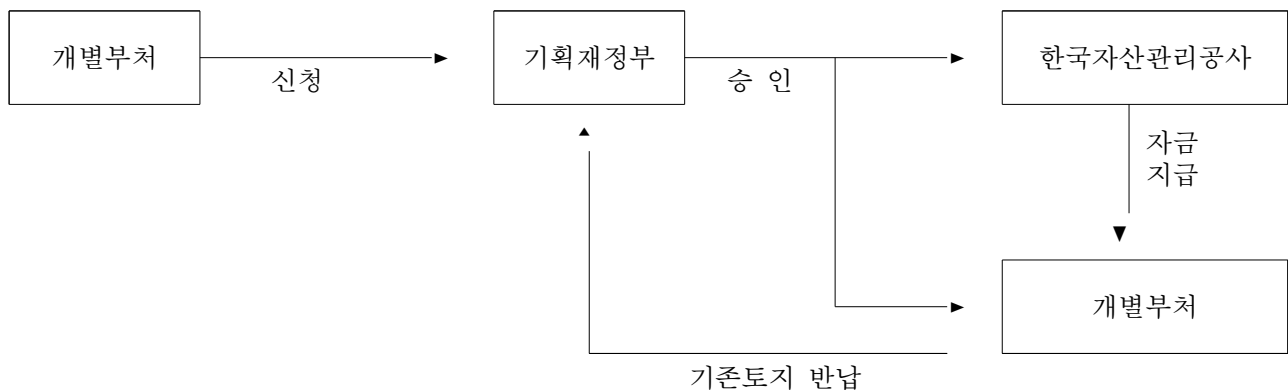 개별부처
신청
기획재정부
승 인
한국자산관리공사
자금
지급
개별부처
기존토지 반납